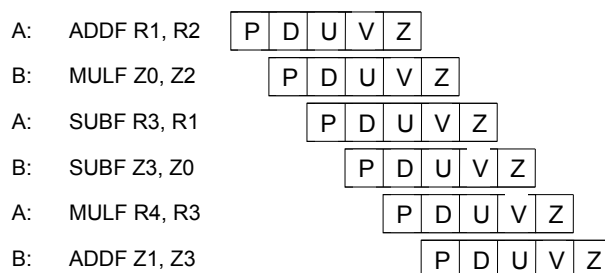 A: ADDF R1, R2 P D U V Z
B: MULF Z0, Z2 P D U V Z
A: SUBF R3, R1 P D U V Z
B: SUBF Z3, Z0 P D U V Z
A: MULF R4, R3 P D U V Z
B: ADDF Z1, Z3 P D U V Z